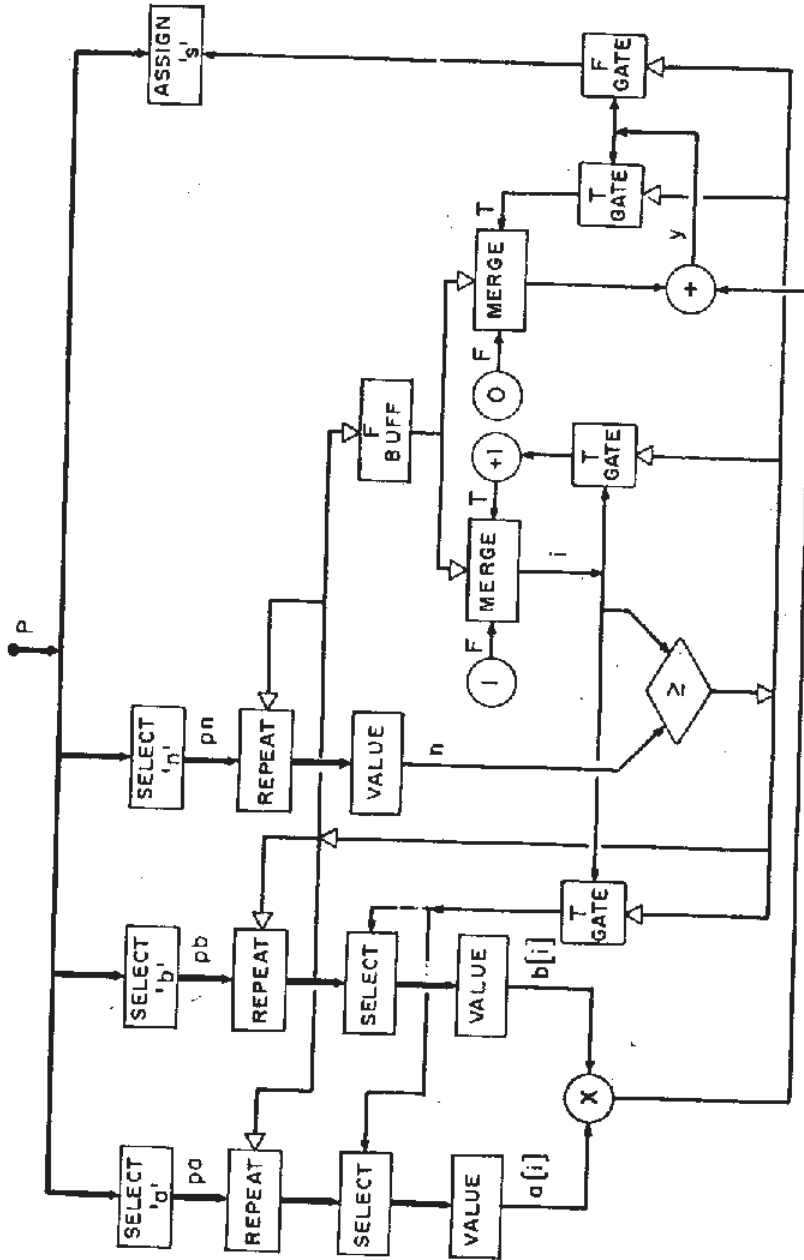 P
SELECT
'a'
pa
REPEAT
SELECT
VALUE
a[i]
SELECT
'b'
pb
REPEAT
SELECT
VALUE
b[i]
×
SELECT
'n'
pn
REPEAT
VALUE
n
≥
T
GATE
F
BUFF
1
F
MERGE
T
+1
i
T
GATE
0
F
MERGE
T
+
y
T
GATE
F
GATE
ASSIGN
's'